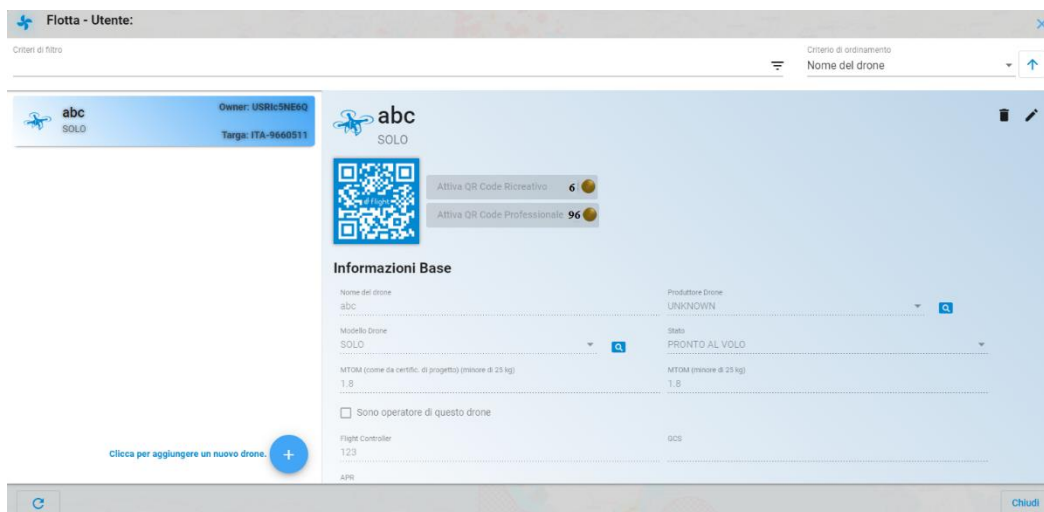 Flotta - Utente:
Criteri di filtro
Criterio di ordinamento
Nome del drone
abc
SOLO
Owner: USRIc5NE6Q
Targa: ITA-9660511
abc
SOLO
d flight
Attiva QR Code Ricreativo 6
Attiva QR Code Professionale 96
Informazioni Base
Nome del drone
abc
Produttore Drone
UNKNOWN
Modello Drone
SOLO
Stato
PRONTO AL VOLO
MTOM (come da certific. di progetto) (minore di 25 kg)
1.8
MTOM (minore di 25 kg)
1.8
Sono operatore di questo drone
Flight Controller
123
GCS
APR
Clicca per aggiungere un nuovo drone.
Chiudi